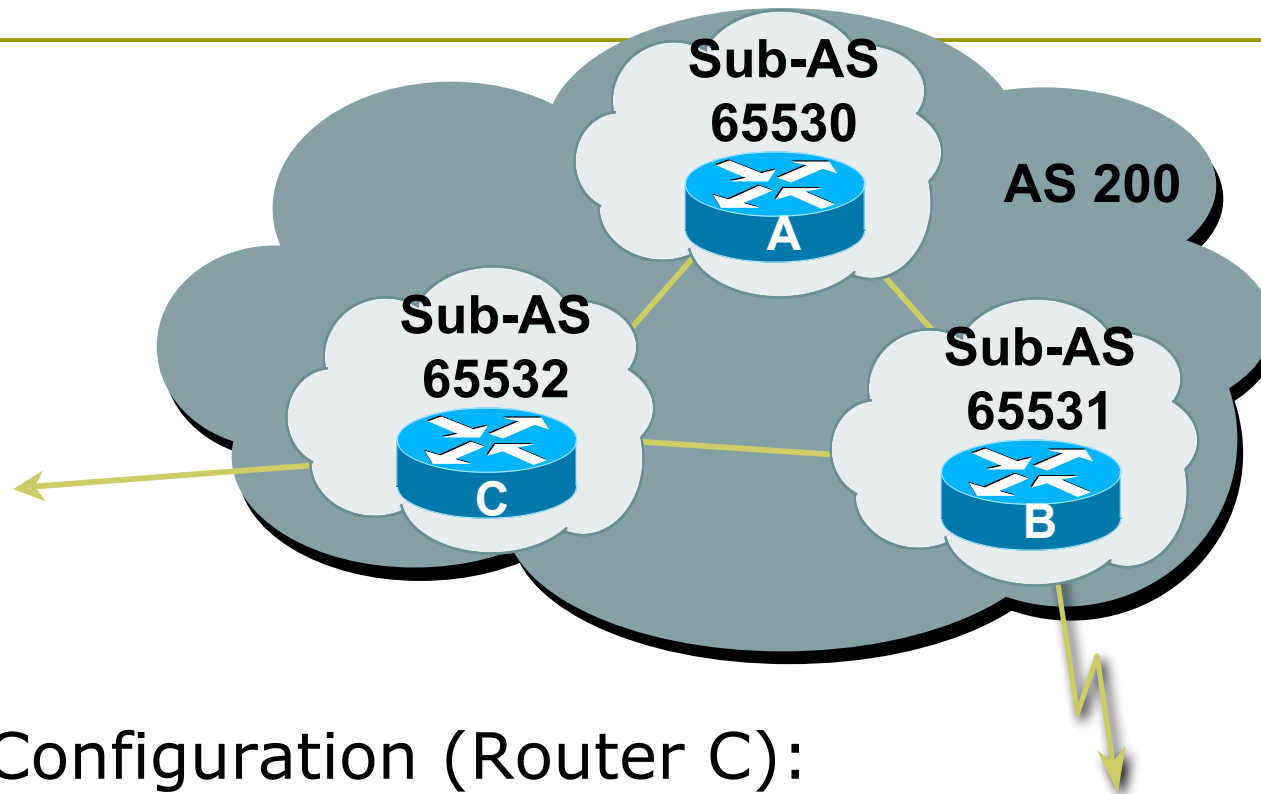 Sub-AS
65530
A
AS 200
Sub-AS
65532
C
Sub-AS
65531
B
Configuration (Router C):